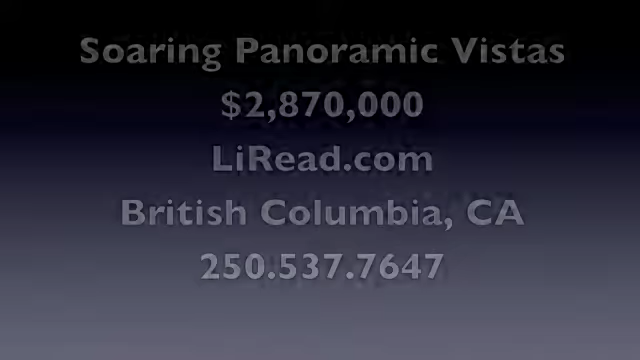 Soaring Panoramic Vistas
$2,870,000
LiRead.com
British Columbia, CA
250.537.7647